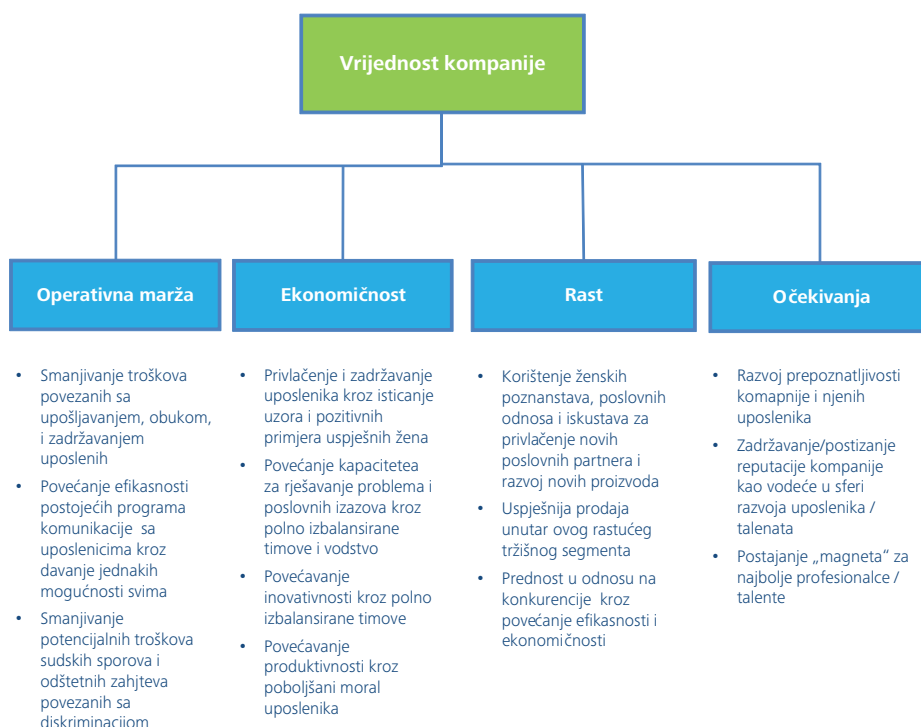 Vrijednost kompanije
Operativna marža
Ekonomičnost
Rast
Očekivanja
• Smanjivanje troškova
povezanih sa
upošljavanjem, obukom,
i zadržavanjem
uposlenih
• Povećanje efikasnosti
postojećih programa
komunikacije sa
uposlenicima kroz
davanje jednakih
mogućnosti svima
• Smanjivanje
potencijalnih troškova
sudskih sporova i
odštetnih zahjteva
povezanih sa
diskriminacijom
• Privlačenje i zadržavanje
uposlenika kroz isticanje
uzora i pozitivnih
primjera uspješnih žena
• Povećanje kapacitetea
za rješavanje problema i
poslovnih izazova kroz
polno izbalansirane
timove i vodstvo
• Povećavanje
inovativnosti kroz polno
izbalansirane timove
• Povećavanje
produktivnosti kroz
poboljšani moral
uposlenika
• Korištenje ženskih
poznanstava, poslovnih
odnosa i iskustava za
privlačenje novih
poslovnih partnera i
razvoj novih proizvoda
• Uspješnija prodaja
unutar ovog rastućeg
tržišnog segmenta
• Prednost u odnosu na
konkurencije kroz
povećanje efikasnosti i
ekonomičnosti
• Razvoj prepoznatljivosti
komapnije i njenih
uposlenika
• Zadržavanje/postizanje
reputacije kompanije
kao vodeće u sferi
razvoja uposlenika /
talenata
• Postajanje „magneta“ za
najbolje profesionalce /
talente